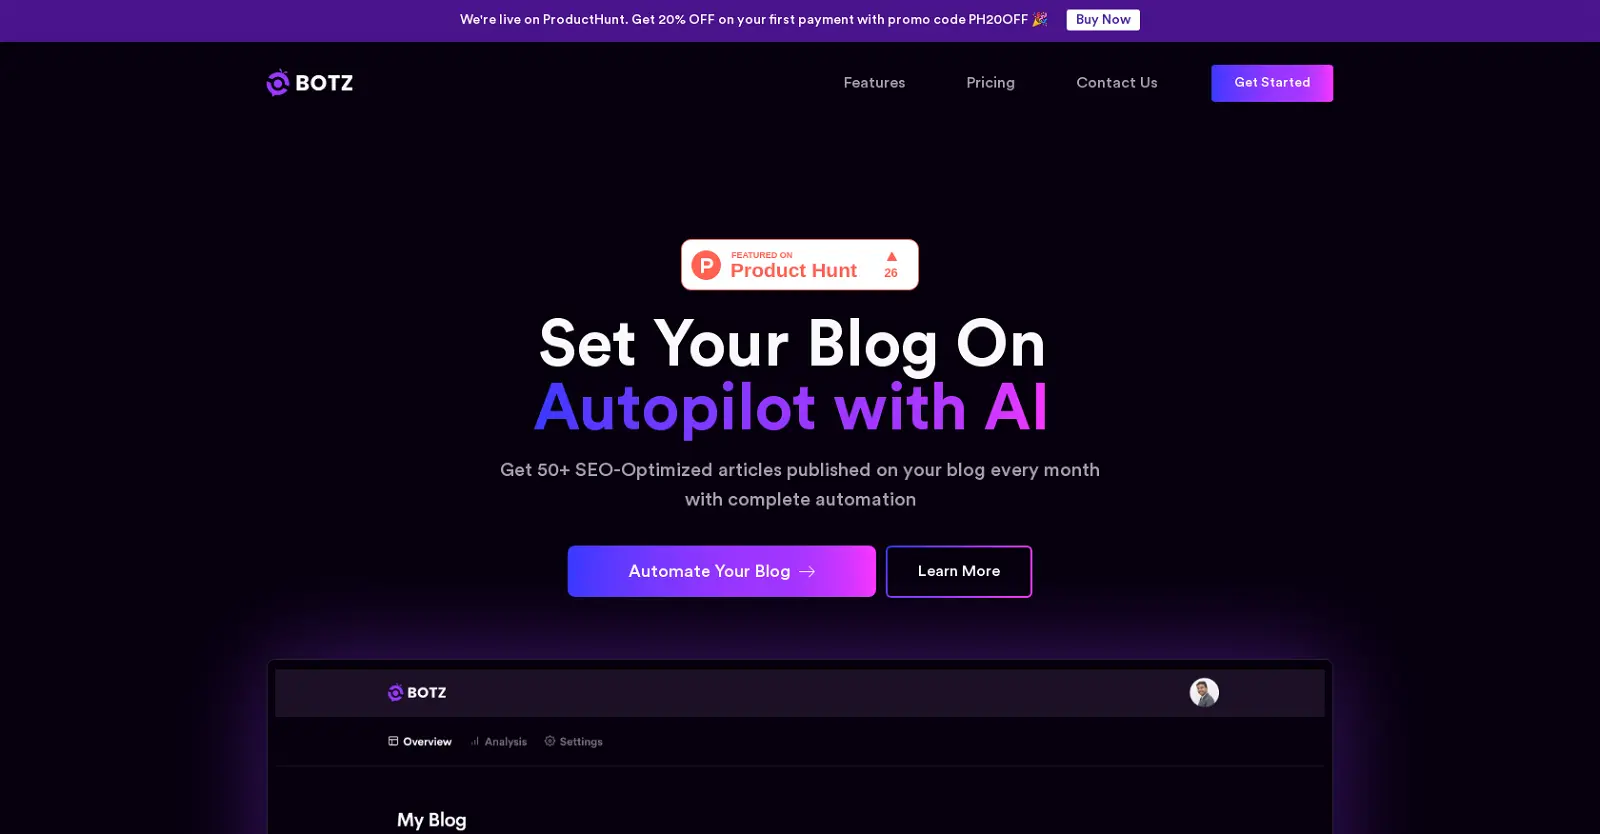 We're live on ProductHunt. Get 20% OFF on your first payment with promo code PH20OFF 🎉 Buy Now
BOTZ Features Pricing Contact Us Get Started
FEATURED ON
Product Hunt
▲
26
Set Your Blog On
Autopilot with AI
Get 50+ SEO-Optimized articles published on your blog every month
with complete automation
Automate Your Blog → Learn More
BOTZ
Overview Analysis Settings
My Blog